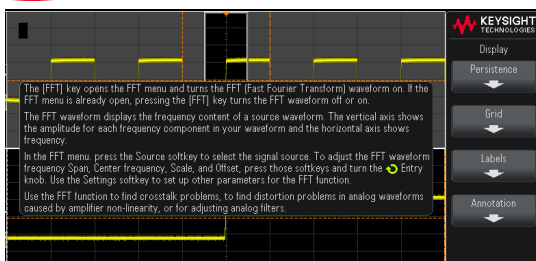 KEYSIGHT
TECHNOLOGIES
Display
Persistence
Grid
Labels
Annotation
The [FFT] key opens the FFT menu and turns the FFT (Fast Fourier Transform) waveform on. If the
FFT menu is already open, pressing the [FFT] key turns the FFT waveform off or on.
The FFT waveform displays the frequency content of a source waveform. The vertical axis shows
the amplitude for each frequency component in your waveform and the horizontal axis shows
frequency.
In the FFT menu. press the Source softkey to select the signal source. To adjust the FFT waveform
frequency Span, Center frequency, Scale, and Offset, press those softkeys and turn the Entry
knob. Use the Settings softkey to set up other parameters for the FFT function.
Use the FFT function to find crosstalk problems, to find distortion problems in analog waveforms
caused by amplifier non-linearity, or for adjusting analog filters.